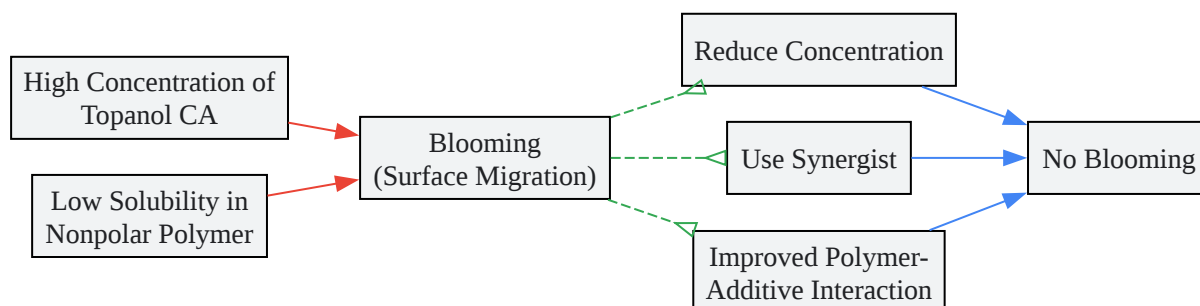 High Concentration of
Topanol CA
Low Solubility in
Nonpolar Polymer
Blooming
(Surface Migration)
Reduce Concentration
Use Synergist
Improved Polymer-
Additive Interaction
No Blooming